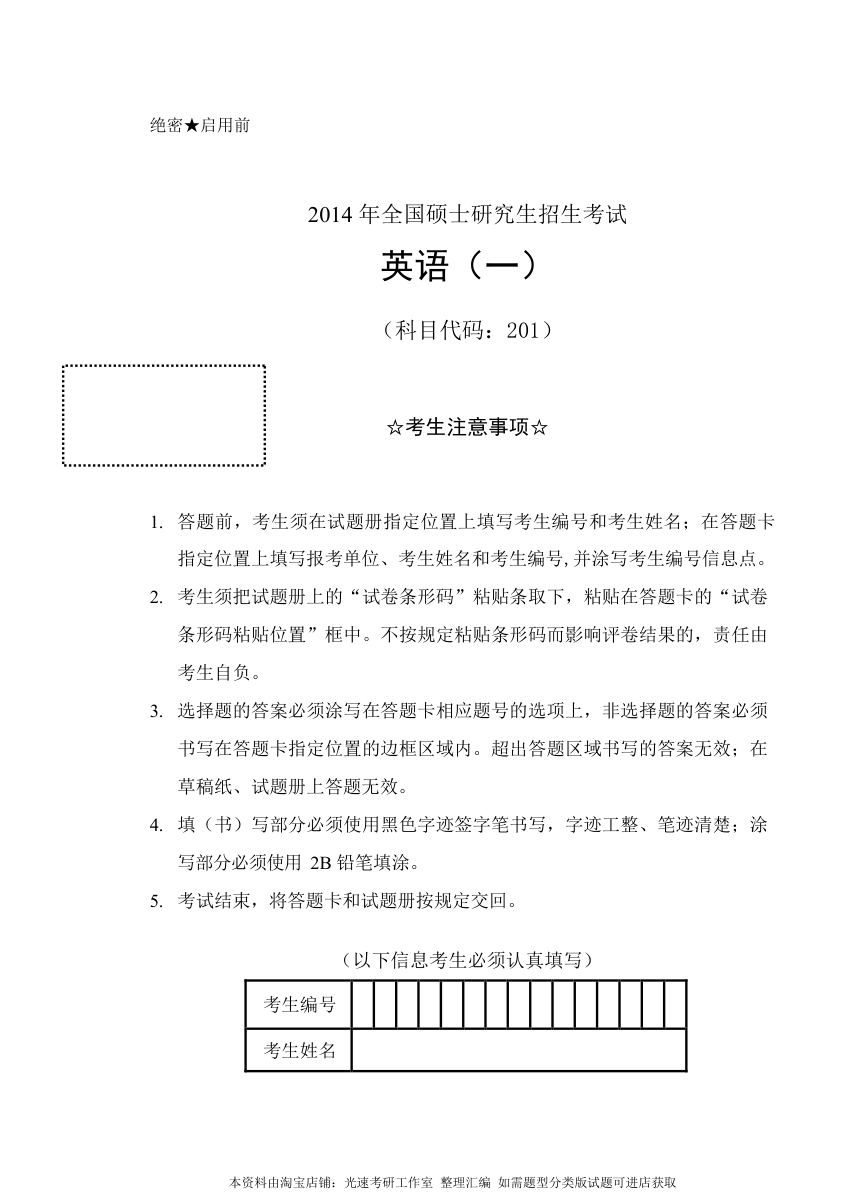 绝密★启用前
2014 年全国硕士研究生招生考试
英语（一）
（科目代码：201）
☆考生注意事项☆
1. 答题前，考生须在试题册指定位置上填写考生编号和考生姓名；在答题卡
指定位置上填写报考单位、考生姓名和考生编号,并涂写考生编号信息点。
2. 考生须把试题册上的“试卷条形码”粘贴条取下，粘贴在答题卡的“试卷
条形码粘贴位置”框中。不按规定粘贴条形码而影响评卷结果的，责任由
考生自负。
3. 选择题的答案必须涂写在答题卡相应题号的选项上，非选择题的答案必须
书写在答题卡指定位置的边框区域内。超出答题区域书写的答案无效；在
草稿纸、试题册上答题无效。
4. 填（书）写部分必须使用黑色字迹签字笔书写，字迹工整、笔迹清楚；涂
写部分必须使用 2B 铅笔填涂。
5. 考试结束，将答题卡和试题册按规定交回。
（以下信息考生必须认真填写）
考生编号
考生姓名
本资料由淘宝店铺：光速考研工作室 整理汇编 如需题型分类版试题可进店获取